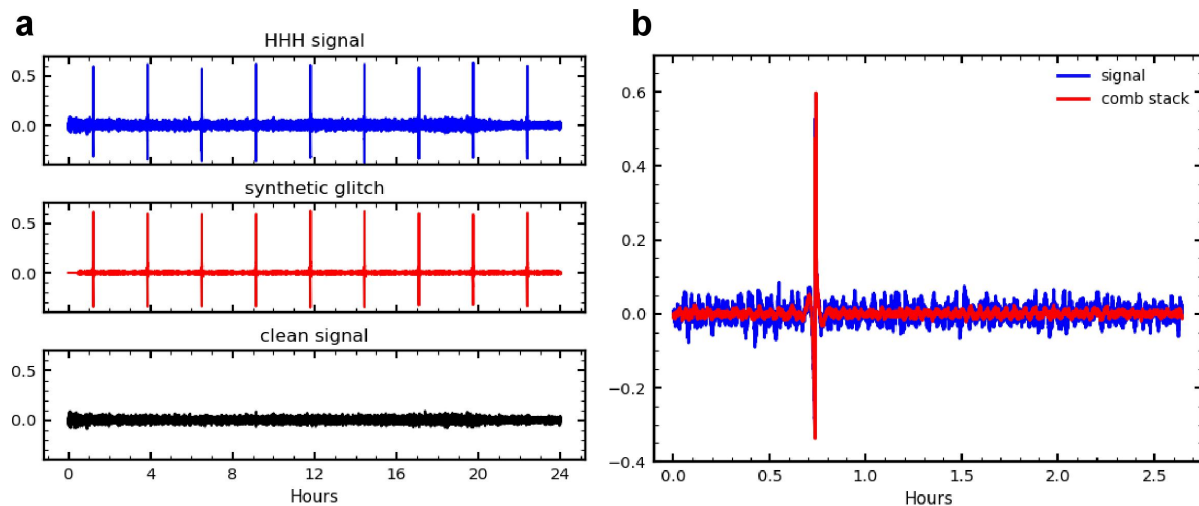 a
HHH signal
0.5
0.0
synthetic glitch
0.5
0.0
clean signal
0.5
0.0
0 4 8 12 16 20 24
Hours
b
signal
comb stack
0.6
0.4
0.2
0.0
−0.2
−0.4
0.0 0.5 1.0 1.5 2.0 2.5
Hours